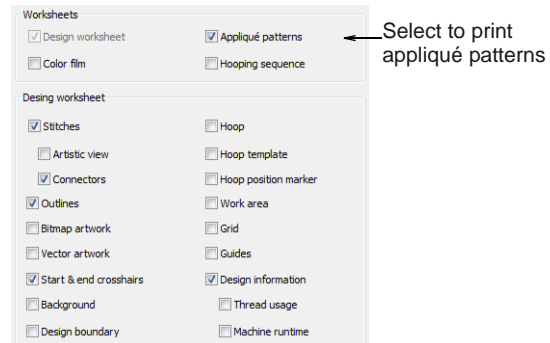 Worksheets
Design worksheet
Appliqué patterns
Select to print
appliqué patterns
Color film
Hooping sequence
Desing worksheet
Stitches
Hoop
Artistic view
Hoop template
Connectors
Hoop position marker
Outlines
Work area
Bitmap artwork
Grid
Vector artwork
Guides
Start & end crosshairs
Design information
Background
Thread usage
Design boundary
Machine runtime